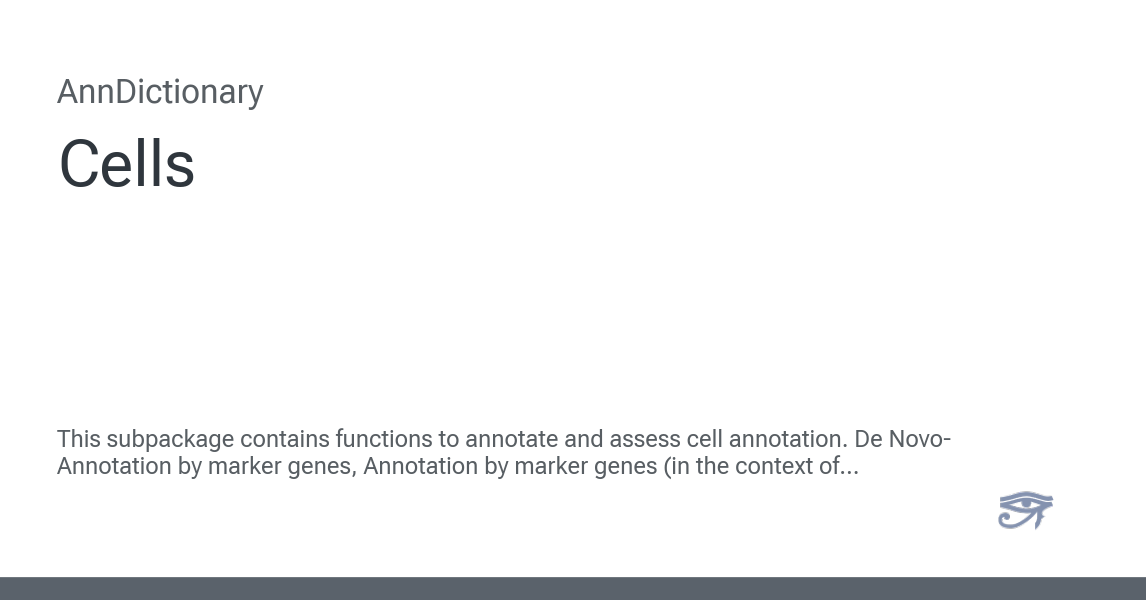 AnnDictionary
Cells
This subpackage contains functions to annotate and assess cell annotation. De Novo-
Annotation by marker genes, Annotation by marker genes (in the context of...